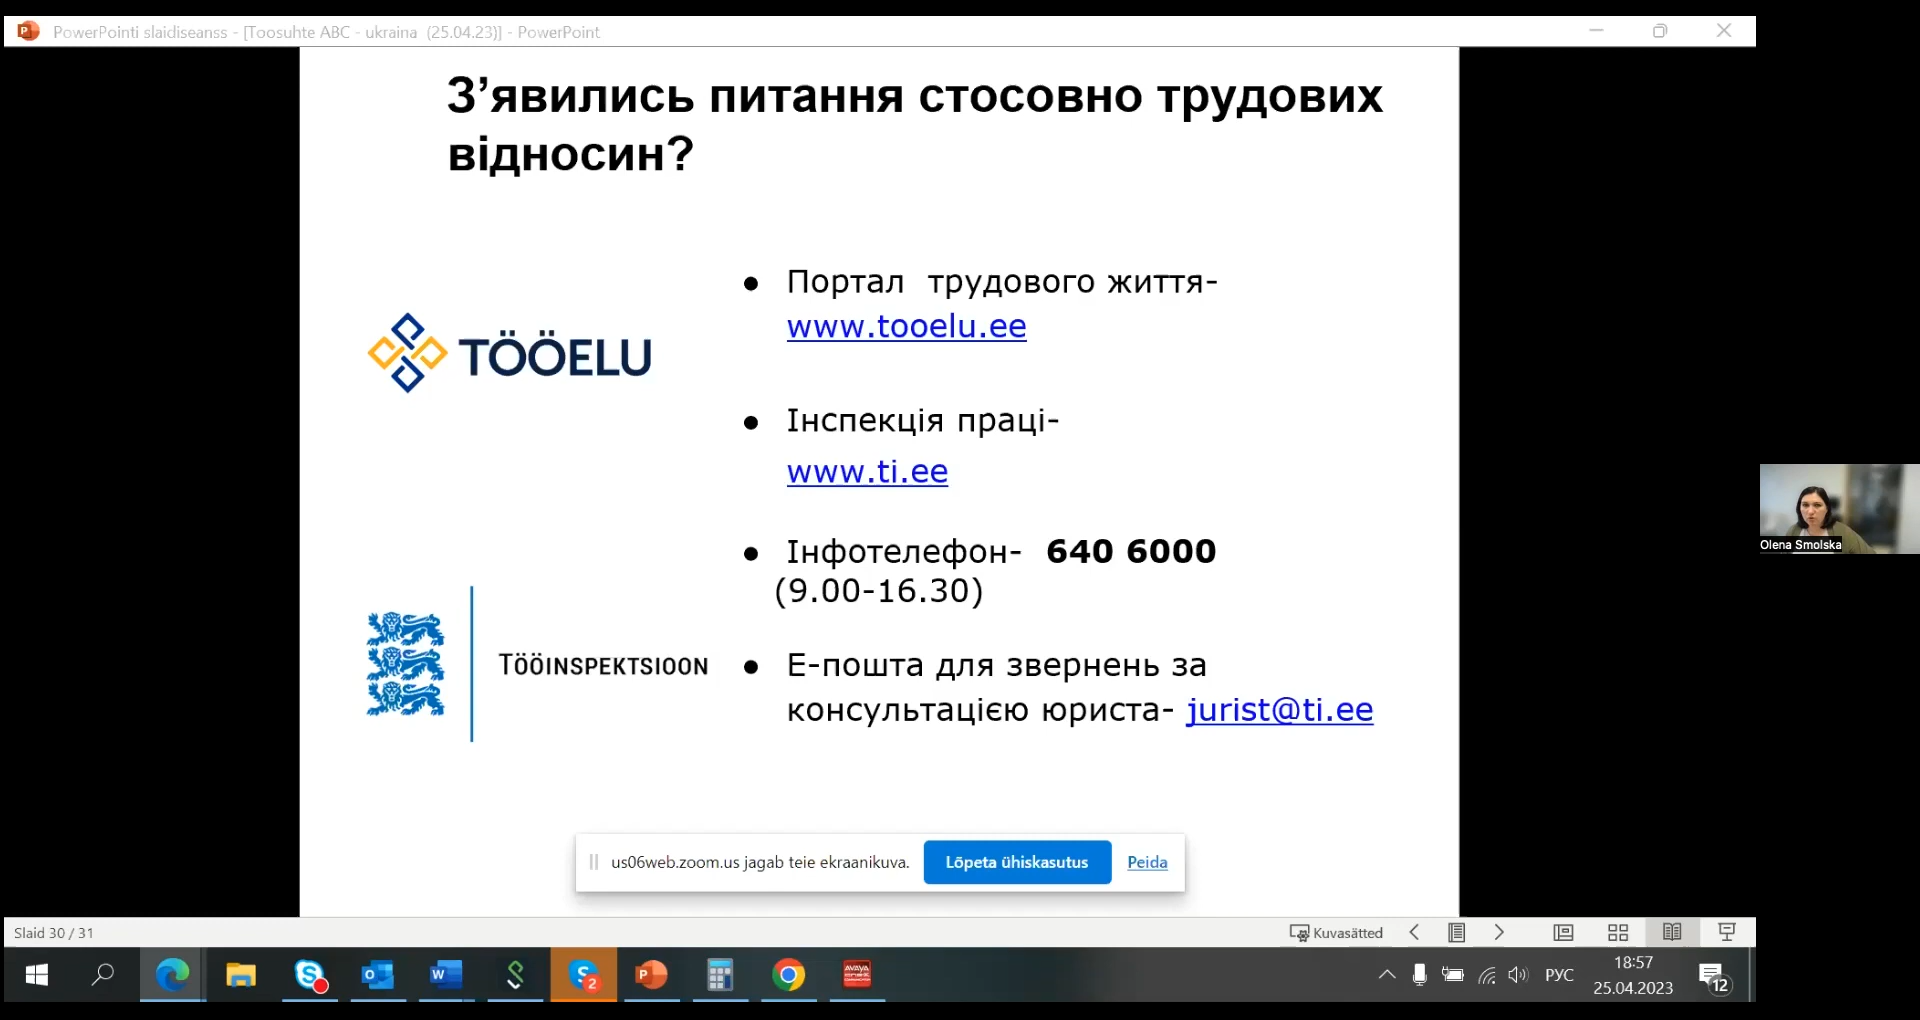 PowerPointi slaidiseanss - [Toosuhte ABC - ukraina (25.04.23)] - PowerPoint
З’явились питання стосовно трудових
відносин?
TÖÖELU
● Портал трудового життя-
www.tooelu.ee
● Інспекція праці-
www.ti.ee
● Інфотелефон- 640 6000
(9.00-16.30)
TÖÖINSPEKTSIOON
● Е-пошта для звернень за
консультацією юриста- jurist@ti.ee
Olena Smolska
us06web.zoom.us jagab teie ekraanikuva. Lõpeta ühiskasutus Peida
Slaid 30 / 31
Kuvasätted
AVAYA
2
РУС
18:57
25.04.2023
12